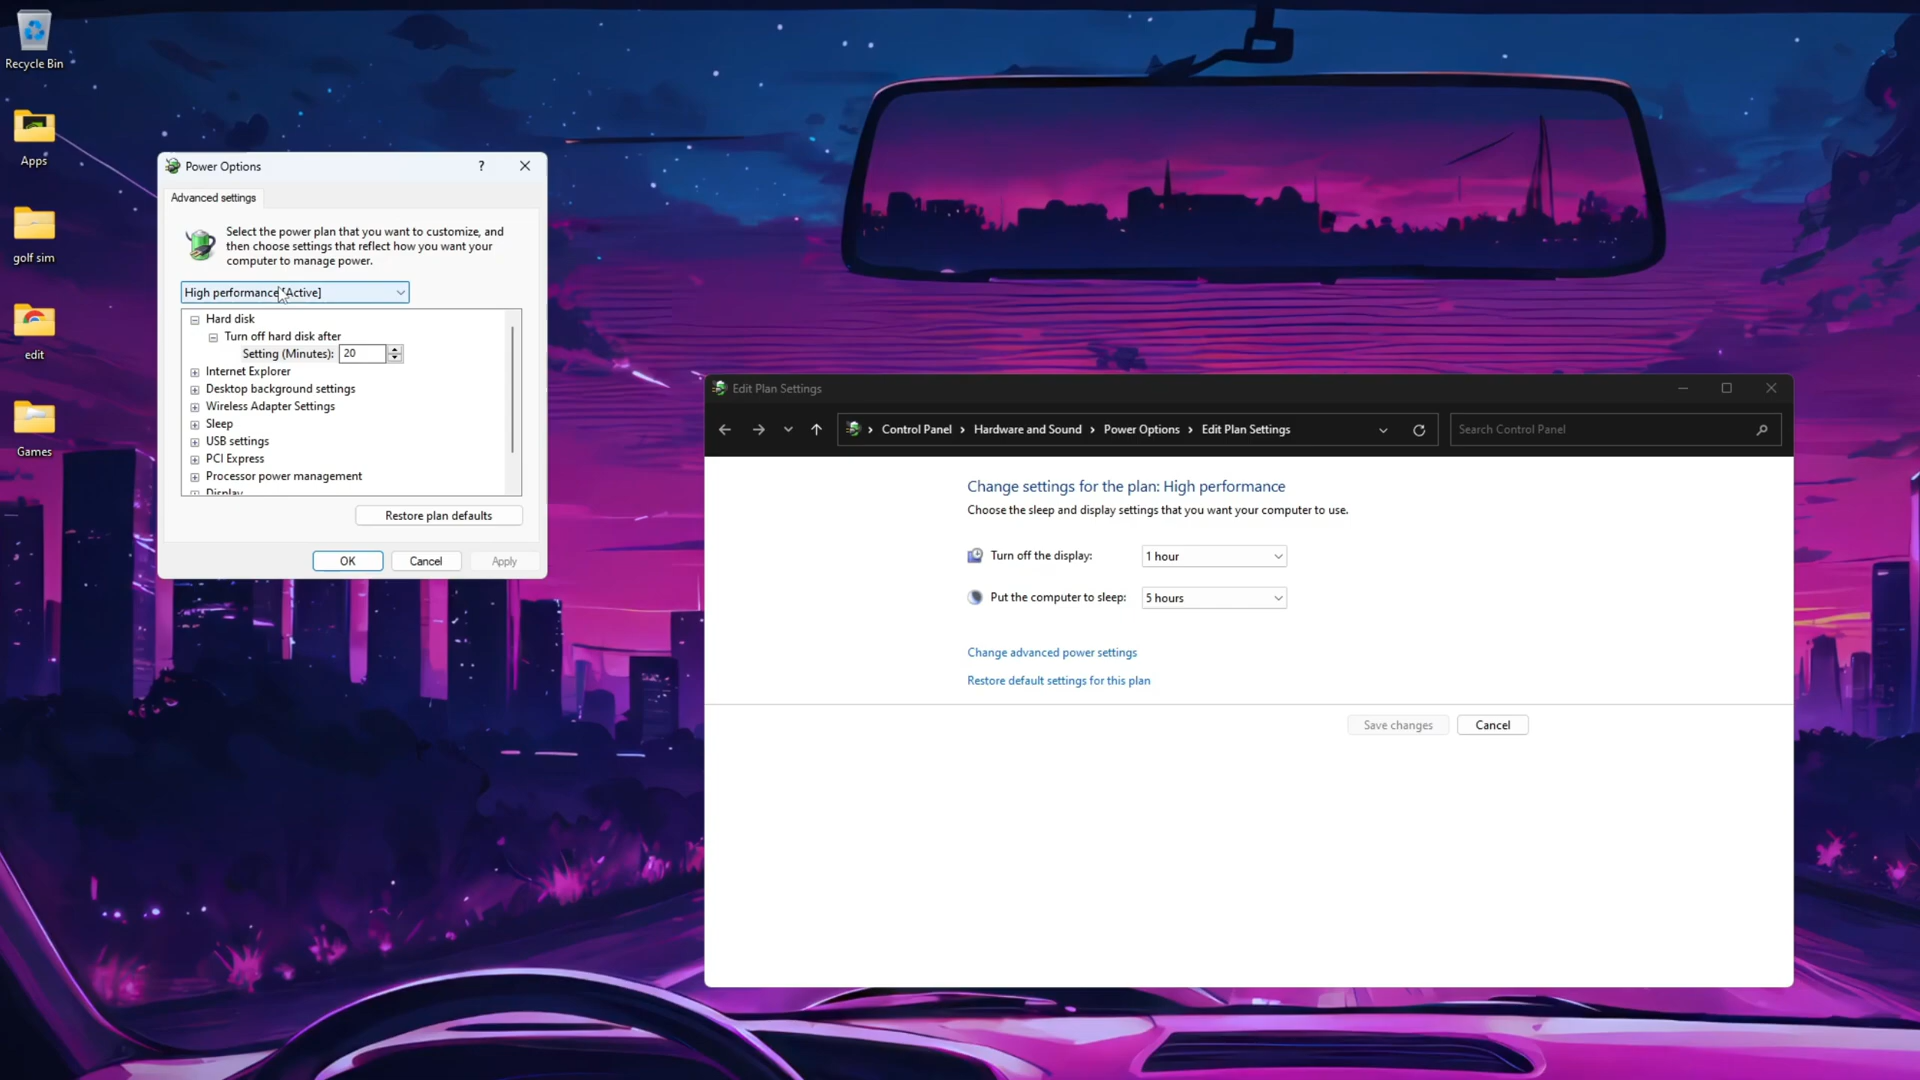 Recycle Bin
Apps
golf sim
edit
Games
Power Options
?
Advanced settings
Select the power plan that you want to customize, and
then choose settings that reflect how you want your
computer to manage power.
High performance [Active]
Hard disk
Turn off hard disk after
Setting (Minutes): 20
Internet Explorer
Desktop background settings
Wireless Adapter Settings
Sleep
USB settings
PCI Express
Processor power management
Display
Restore plan defaults
OK
Cancel
Apply
Edit Plan Settings
Control Panel > Hardware and Sound > Power Options > Edit Plan Settings
Search Control Panel
Change settings for the plan: High performance
Choose the sleep and display settings that you want your computer to use.
Turn off the display: 1 hour
Put the computer to sleep: 5 hours
Change advanced power settings
Restore default settings for this plan
Save changes
Cancel